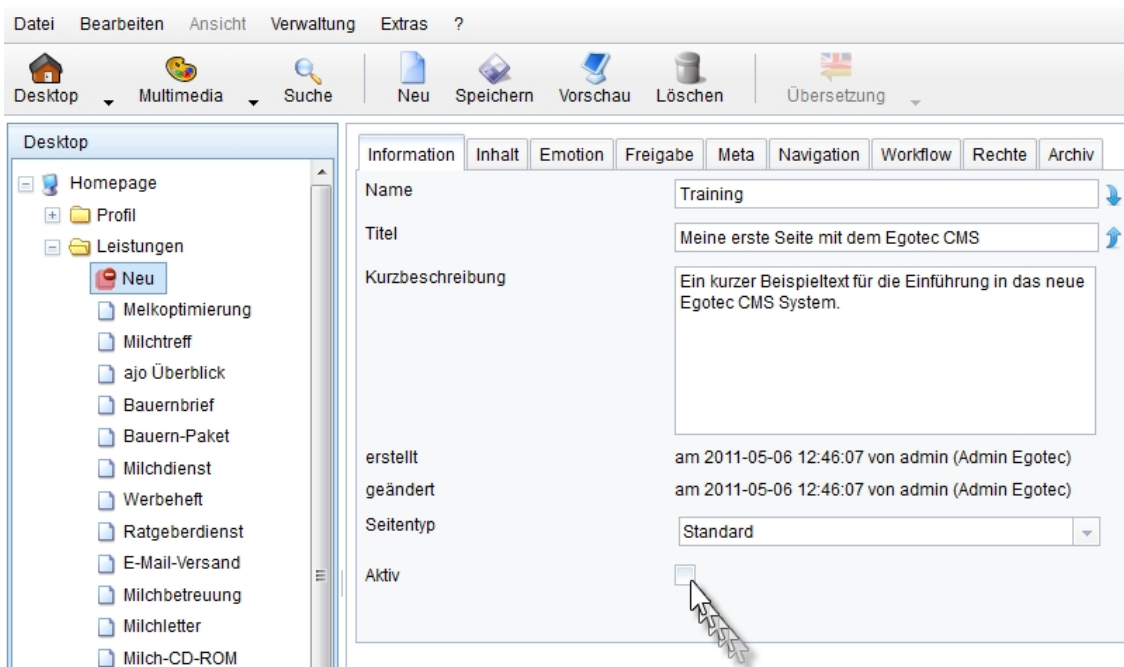 Datei Bearbeiten Ansicht Verwaltung Extras ?
Desktop Multimedia Suche Neu Speichern Vorschau Löschen Übersetzung
Desktop
Homepage
Profil
Leistungen
Neu
Melkoptimierung
Milchtreff
ajo Überblick
Bauernbrief
Bauern-Paket
Milchdienst
Werbeheft
Ratgeberdienst
E-Mail-Versand
Milchbetreuung
Milchletter
Milch-CD-ROM
Information Inhalt Emotion Freigabe Meta Navigation Workflow Rechte Archiv
Name Training
Titel Meine erste Seite mit dem Egotec CMS
Kurzbeschreibung Ein kurzer Beispieltext für die Einführung in das neue
Egotec CMS System.
erstellt am 2011-05-06 12:46:07 von admin (Admin Egotec)
geändert am 2011-05-06 12:46:07 von admin (Admin Egotec)
Seitentyp Standard
Aktiv